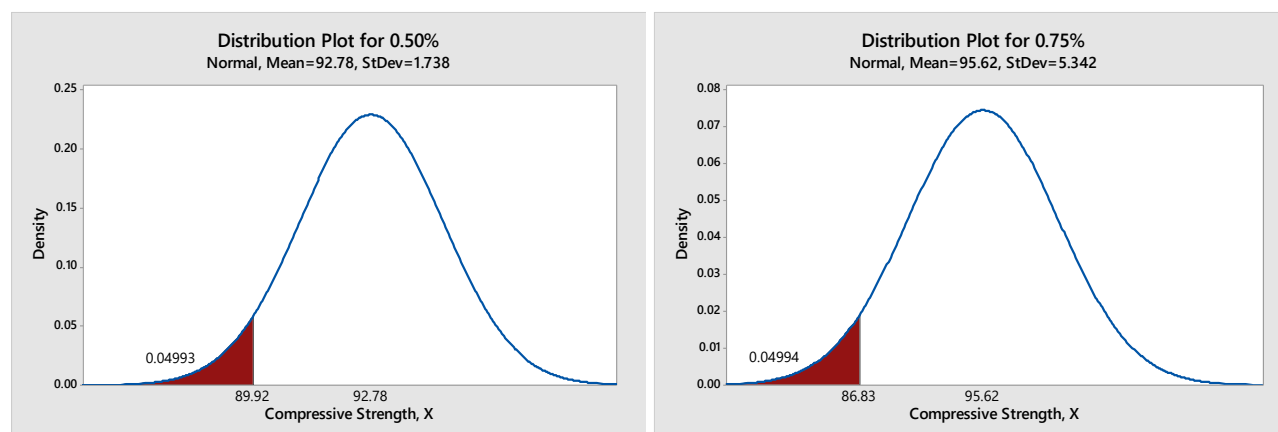 Distribution Plot for 0.50%
Normal, Mean=92.78, StDev=1.738
0.25
0.20
0.15
0.10
0.05
0.00
Density
0.04993
89.92
92.78
Compressive Strength, X
Distribution Plot for 0.75%
Normal, Mean=95.62, StDev=5.342
0.08
0.07
0.06
0.05
0.04
0.03
0.02
0.01
0.00
Density
0.04994
86.83
95.62
Compressive Strength, X